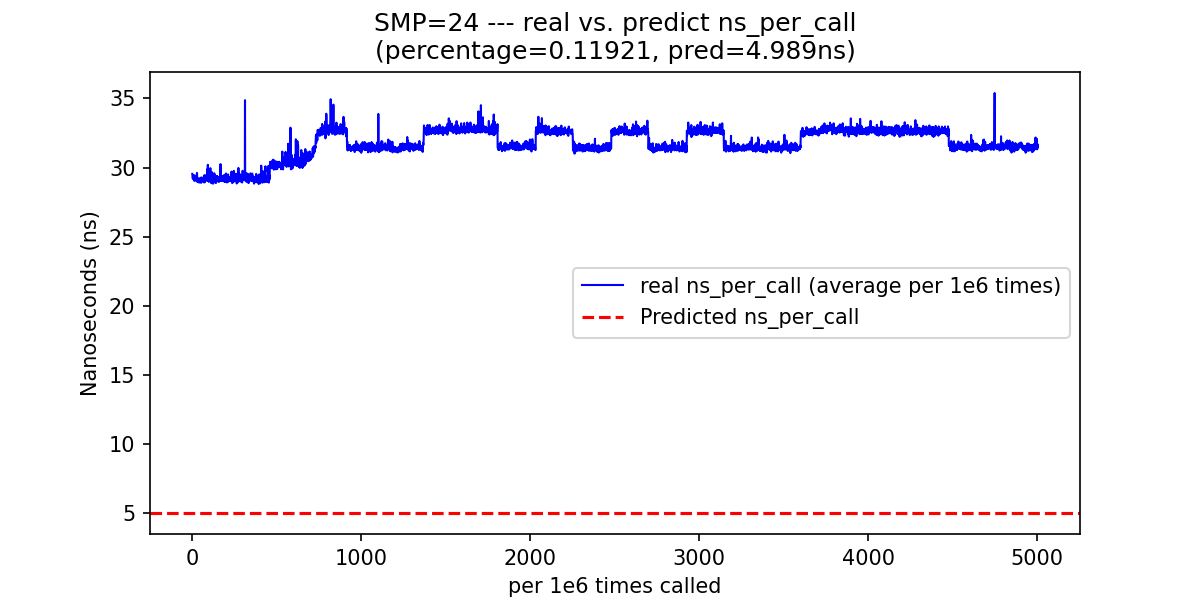 SMP=24 --- real vs. predict ns_per_call
(percentage=0.11921, pred=4.989ns)
35
30
25
20
15
10
5
Nanoseconds (ns)
real ns_per_call (average per 1e6 times)
Predicted ns_per_call
0 1000 2000 3000 4000 5000
per 1e6 times called